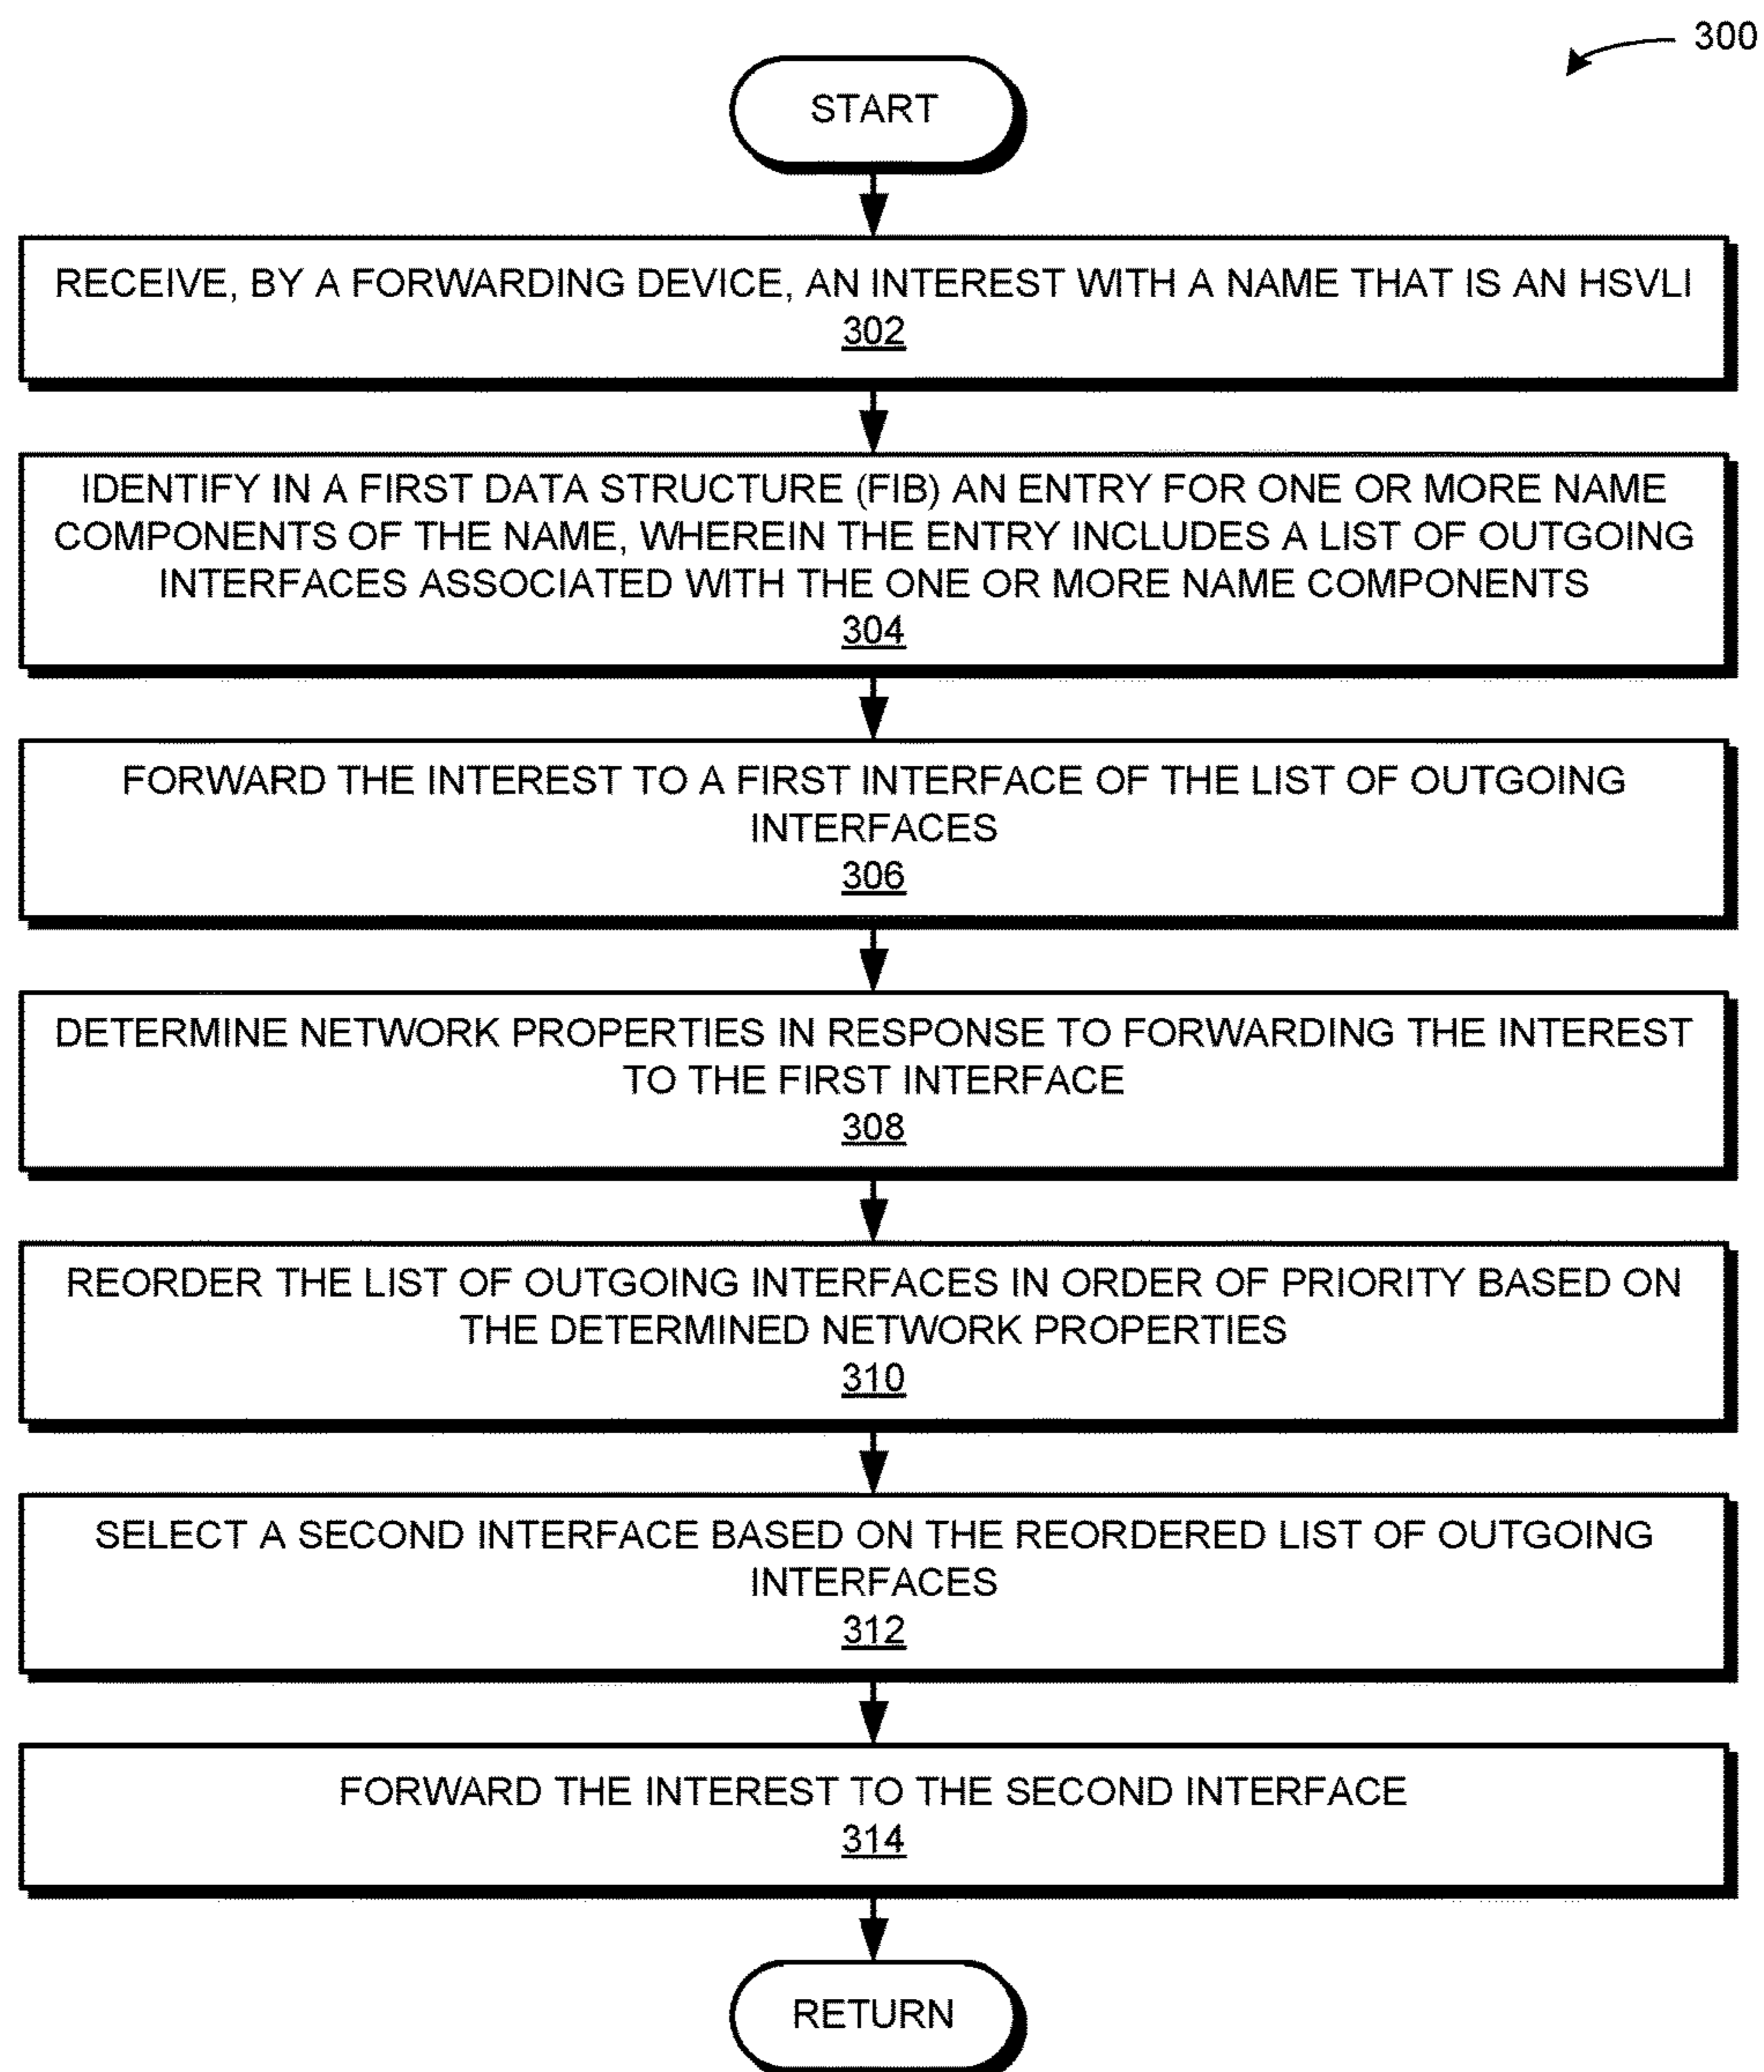 300
START
RECEIVE, BY A FORWARDING DEVICE, AN INTEREST WITH A NAME THAT IS AN HSVLI
302
IDENTIFY IN A FIRST DATA STRUCTURE (FIB) AN ENTRY FOR ONE OR MORE NAME
COMPONENTS OF THE NAME, WHEREIN THE ENTRY INCLUDES A LIST OF OUTGOING
INTERFACES ASSOCIATED WITH THE ONE OR MORE NAME COMPONENTS
304
FORWARD THE INTEREST TO A FIRST INTERFACE OF THE LIST OF OUTGOING
INTERFACES
306
DETERMINE NETWORK PROPERTIES IN RESPONSE TO FORWARDING THE INTEREST
TO THE FIRST INTERFACE
308
REORDER THE LIST OF OUTGOING INTERFACES IN ORDER OF PRIORITY BASED ON
THE DETERMINED NETWORK PROPERTIES
310
SELECT A SECOND INTERFACE BASED ON THE REORDERED LIST OF OUTGOING
INTERFACES
312
FORWARD THE INTEREST TO THE SECOND INTERFACE
314
RETURN